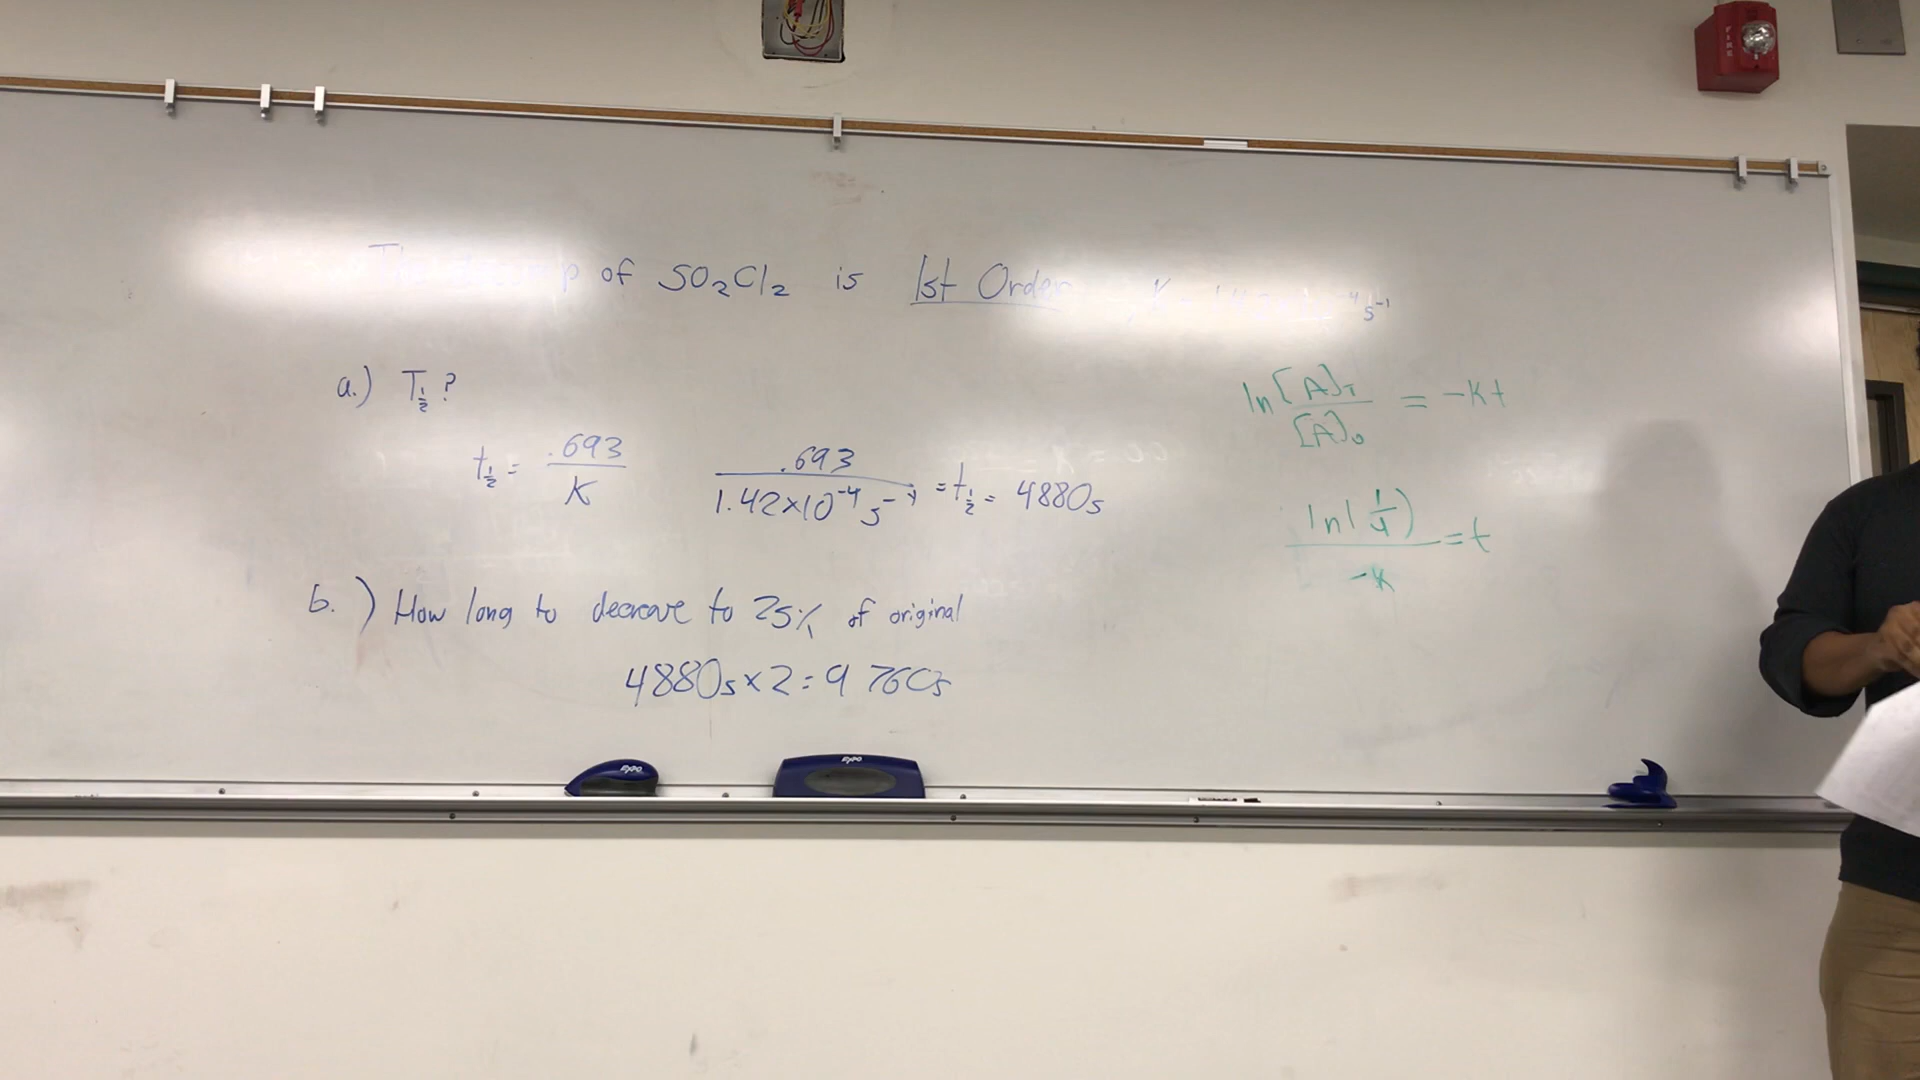 of SO₂Cl₂ is 1st Order
s⁻¹
a.) T½?
t½ = .693/K
.693/1.42×10⁻⁴ s⁻¹ = t½ = 4880s
b.) How long to decrease to 25% of original
4880s × 2 = 9760s
ln [A]T/[A]₀ = -Kt
ln(1/4)/-K = t
EXPO
EXPO
FIRE